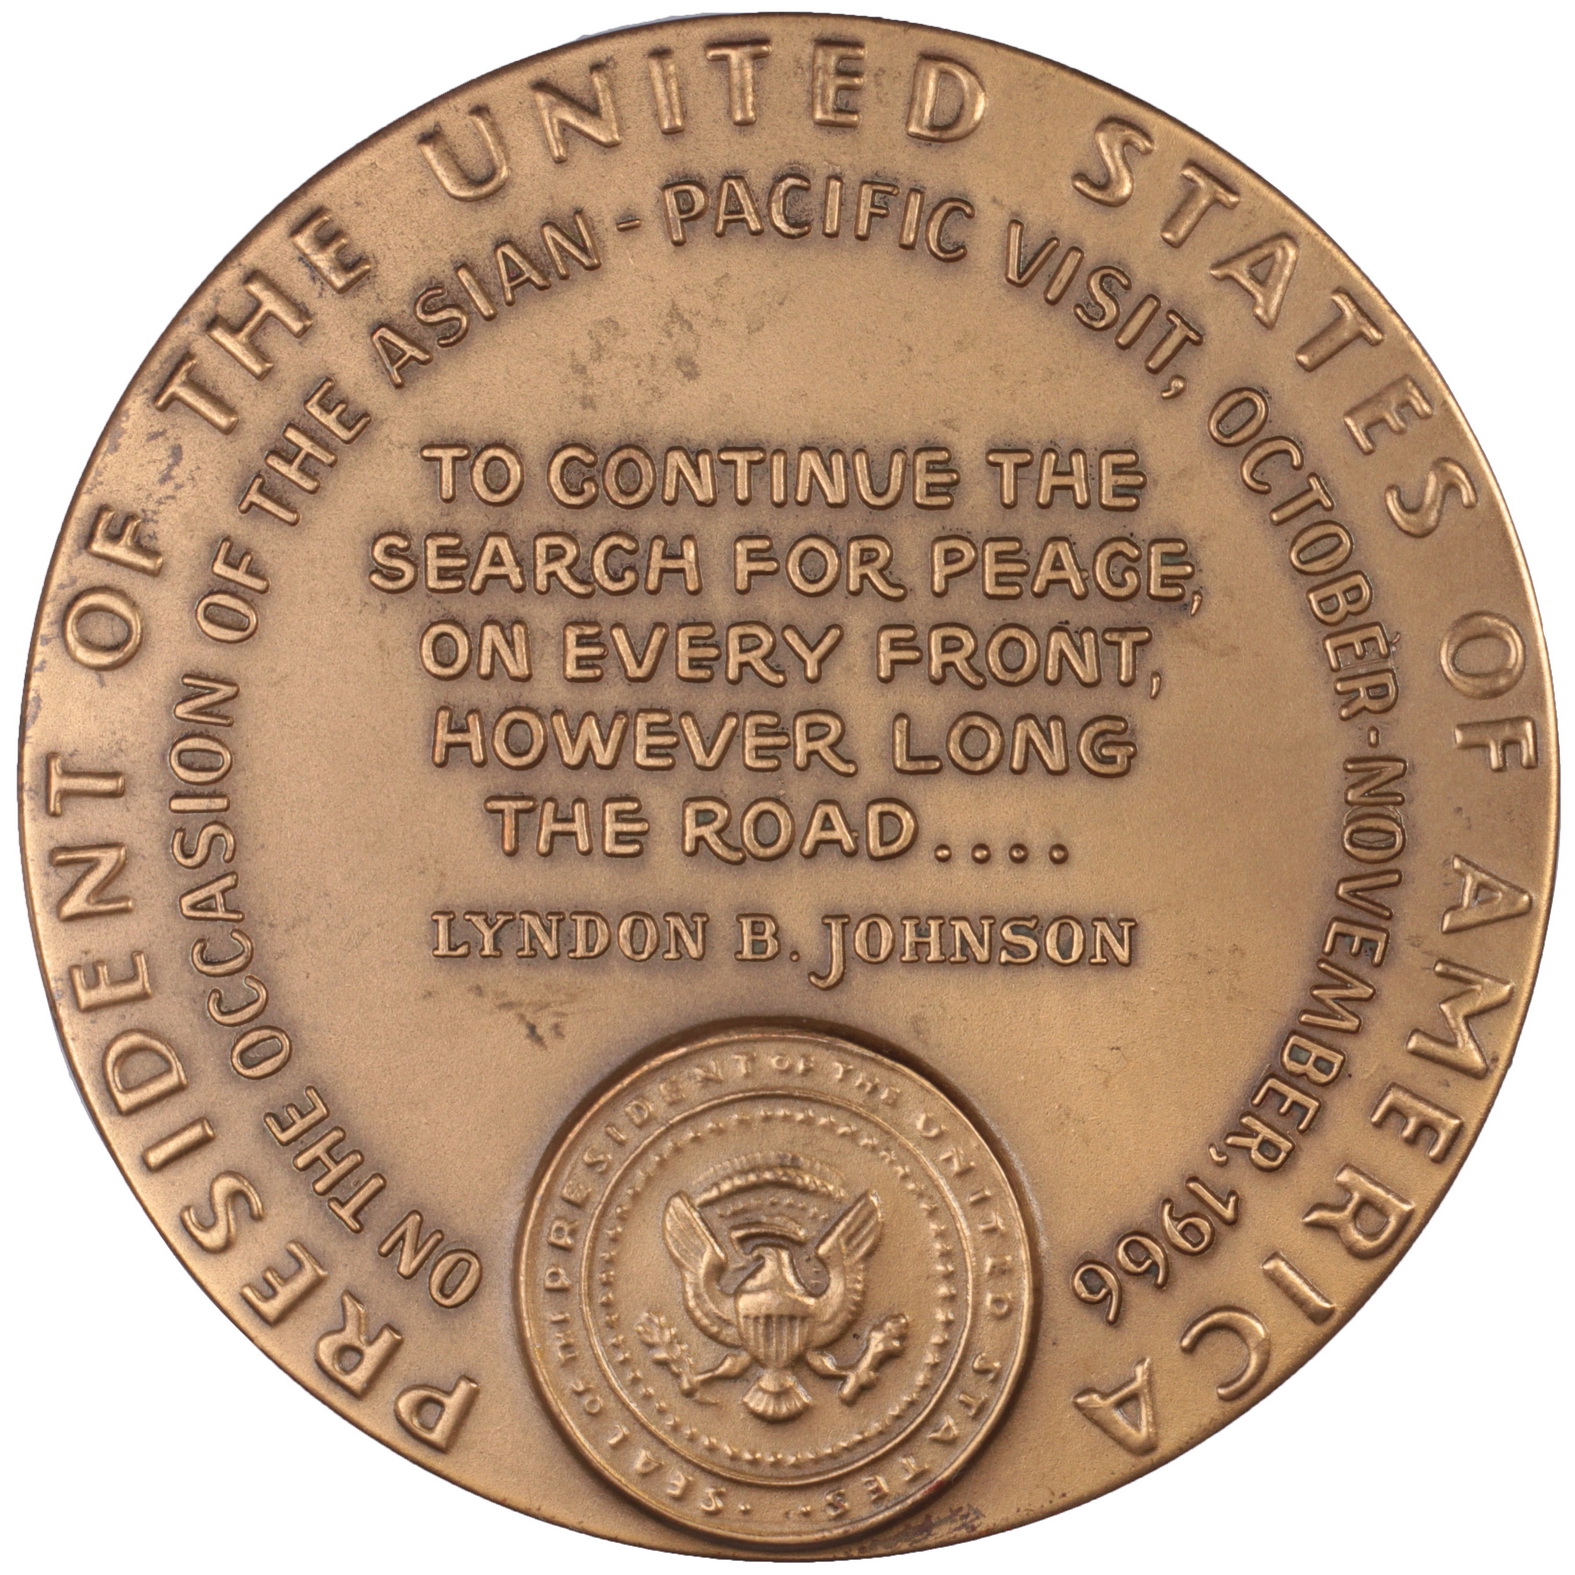 PRESIDENT OF THE UNITED STATES OF AMERICA
ON THE OCCASION OF THE ASIAN-PACIFIC VISIT, OCTOBER-NOVEMBER, 1966
TO CONTINUE THE
SEARCH FOR PEACE,
ON EVERY FRONT,
HOWEVER LONG
THE ROAD....
LYNDON B. JOHNSON
SEAL OF THE PRESIDENT OF THE UNITED STATES